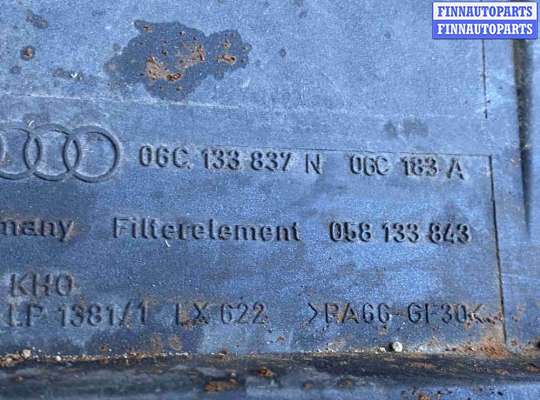 FINNAUTOPARTS
FINNAUTOPARTS
06C 133 837 N 06C 183 A
many Filterelement 058 133 843
KHO
LP 1381/1 LX 622 >PA66-GF30<